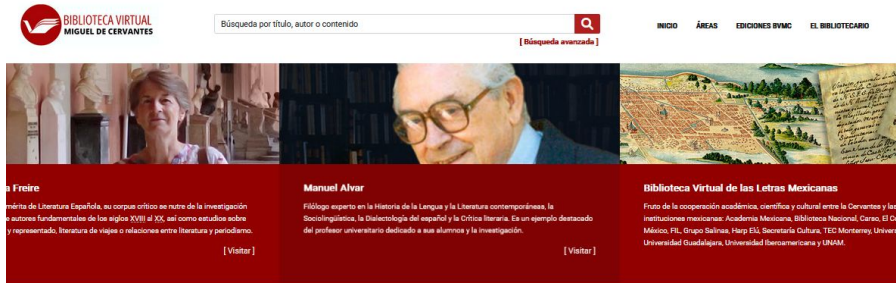 BIBLIOTECA VIRTUAL
MIGUEL DE CERVANTES
Búsqueda por título, autor o contenido
[ Búsqueda avanzada ]
INICIO
ÁREAS
EDICIONES BVMC
EL BIBLIOTECARIO
a Freire
mérita de Literatura Española, su corpus crítico se nutre de la investigación
e autores fundamentales de los siglos XVIII al XX, así como estudios sobre
y representado, literatura de viajes o relaciones entre literatura y periodismo.
[ Visitar ]
Manuel Alvar
Filólogo experto en la Historia de la Lengua y la Literatura contemporáneas, la
Sociolingüística, la Dialectología del español y la Crítica literaria. Es un ejemplo destacado
del profesor universitario dedicado a sus alumnos y la investigación.
[ Visitar ]
Biblioteca Virtual de las Letras Mexicanas
Fruto de la cooperación académica, científica y cultural entre la Cervantes y las
instituciones mexicanas: Academia Mexicana, Biblioteca Nacional, Carso, El Co
México, FIL, Grupo Salinas, Harp Elú, Secretaría Cultura, TEC Monterrey, Univers
Universidad Guadalajara, Universidad Iberoamericana y UNAM.